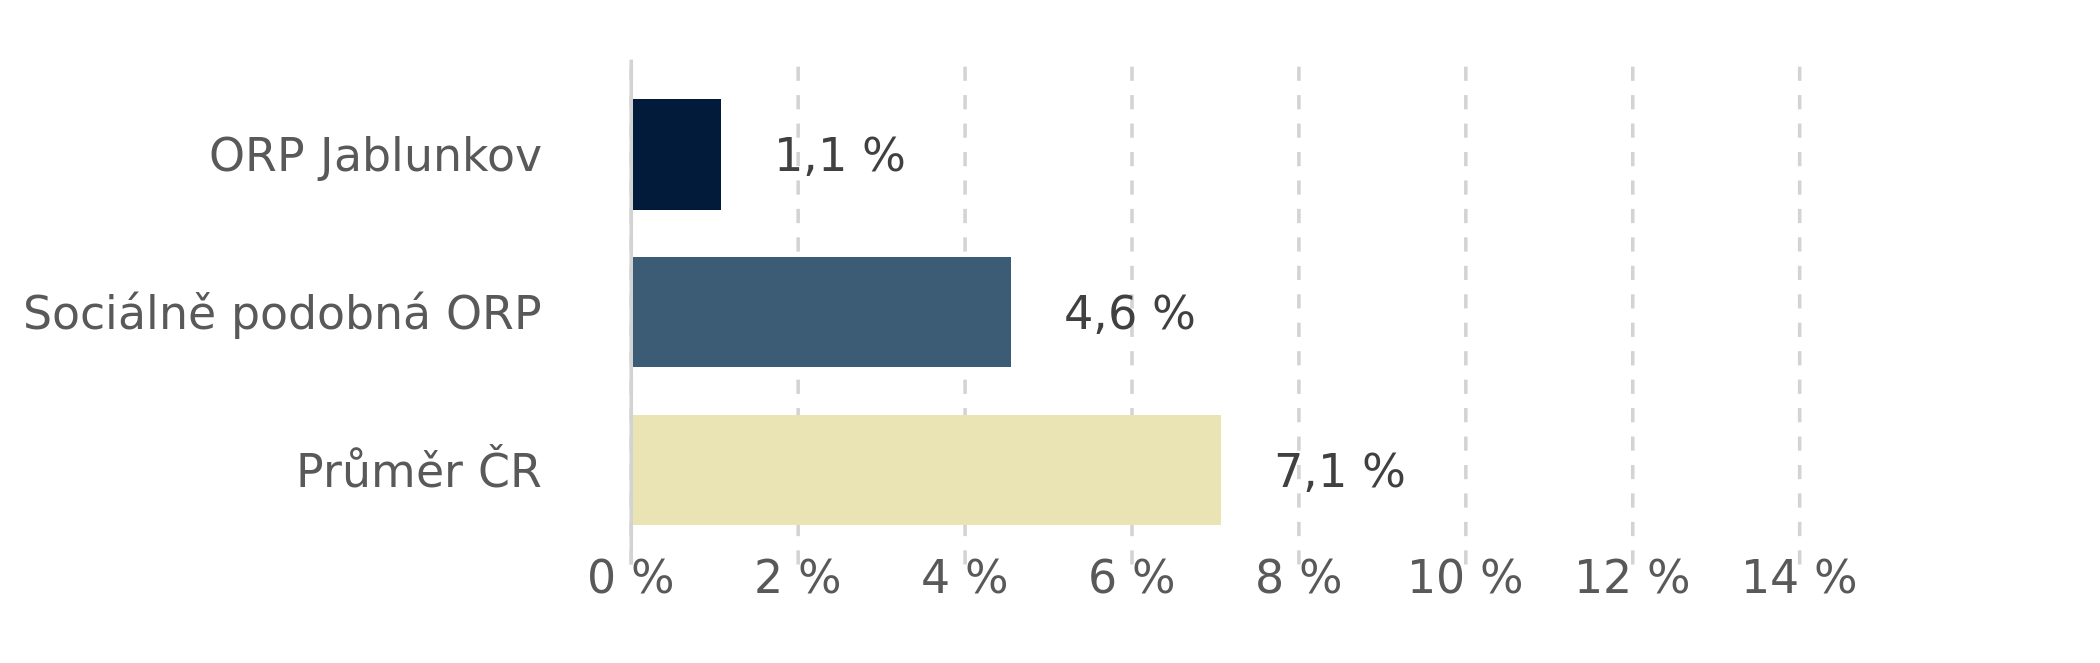 ORP Jablunkov
1,1 %
Sociálně podobná ORP
4,6 %
Průměr ČR
7,1 %
0 % 2 % 4 % 6 % 8 % 10 % 12 % 14 %